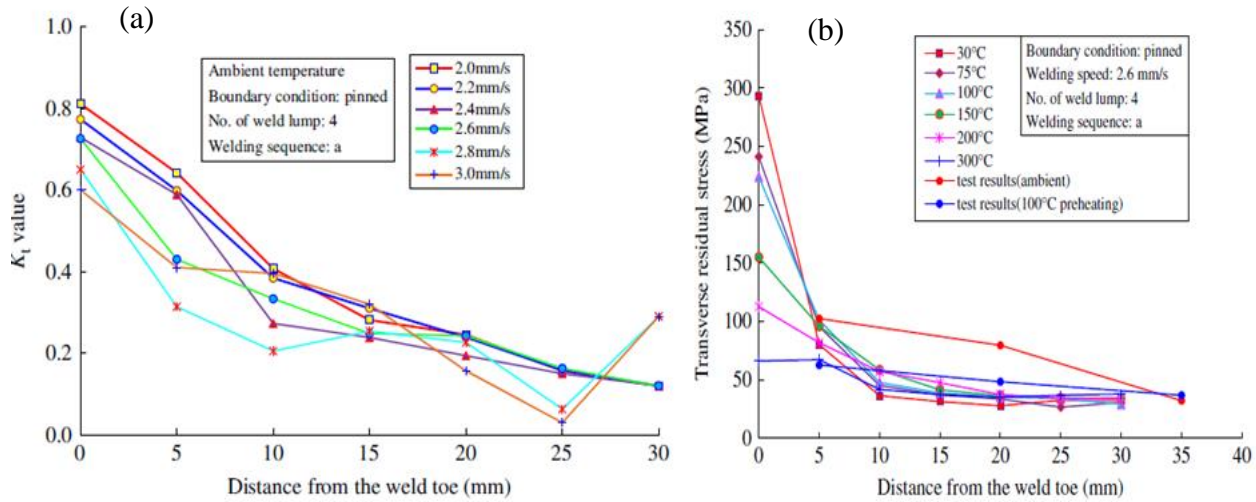 (a)
1.0
0.8
0.6
0.4
0.2
0.0
K_t value
Ambient temperature
Boundary condition: pinned
No. of weld lump: 4
Welding sequence: a
2.0mm/s
2.2mm/s
2.4mm/s
2.6mm/s
2.8mm/s
3.0mm/s
0 5 10 15 20 25 30
Distance from the weld toe (mm)
(b)
350
300
250
200
150
100
50
0
Transverse residual stress (MPa)
30°C
75°C
100°C
150°C
200°C
300°C
test results(ambient)
test results(100°C preheating)
Boundary condition: pinned
Welding speed: 2.6 mm/s
No. of weld lump: 4
Welding sequence: a
0 5 10 15 20 25 30 35 40
Distance from the weld toe (mm)